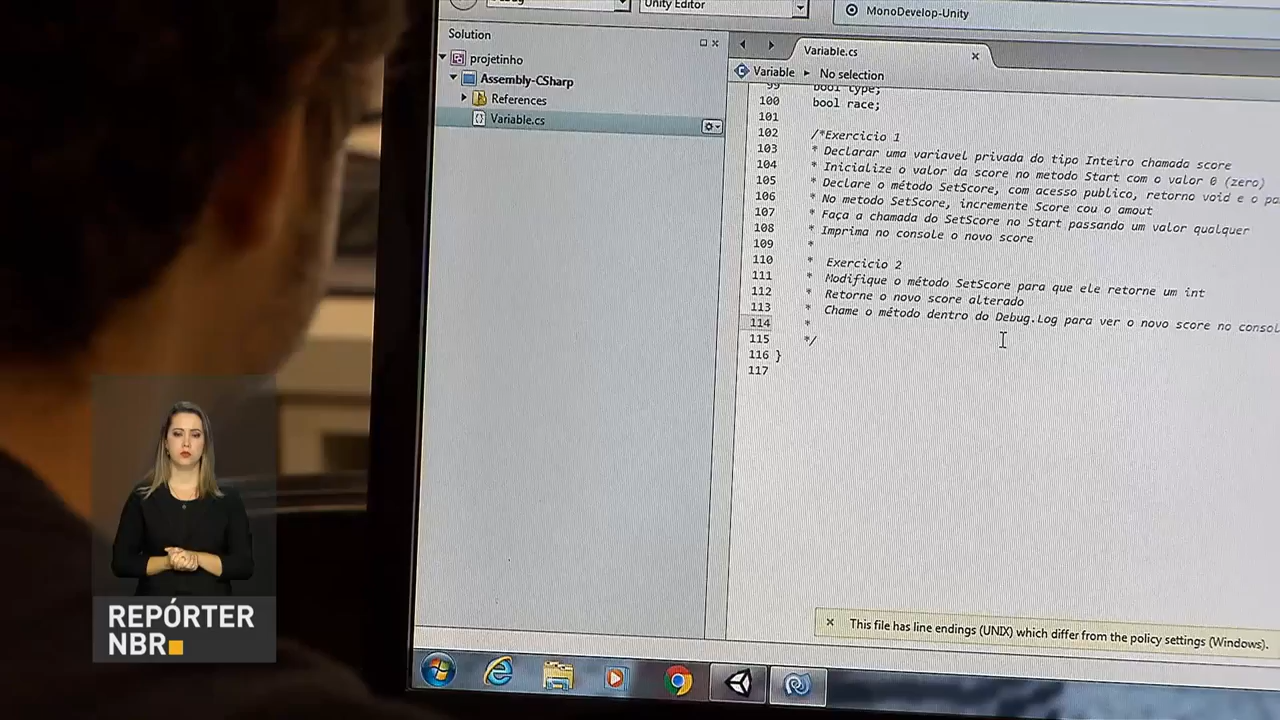 Unity Editor
MonoDevelop-Unity
Solution
projetinho
Assembly-CSharp
References
Variable.cs
Variable.cs
Variable
No selection
99 bool type;
100 bool race;
101
102 /*Exercicio 1
103 * Declarar uma variavel privada do tipo Inteiro chamada score
104 * Inicialize o valor da score no metodo Start com o valor 0 (zero)
105 * Declare o método SetScore, com acesso publico, retorno void e o
106 * No metodo SetScore, incremente Score cou o amout
107 * Faça a chamada do SetScore no Start passando um valor qualquer
108 * Imprima no console o novo score
109 *
110 * Exercicio 2
111 * Modifique o método SetScore para que ele retorne um int
112 * Retorne o novo score alterado
113 * Chame o método dentro do Debug.Log para ver o novo score no consol
114 *
115 */
116 }
117
This file has line endings (UNIX) which differ from the policy settings (Windows).
REPÓRTER
NBR